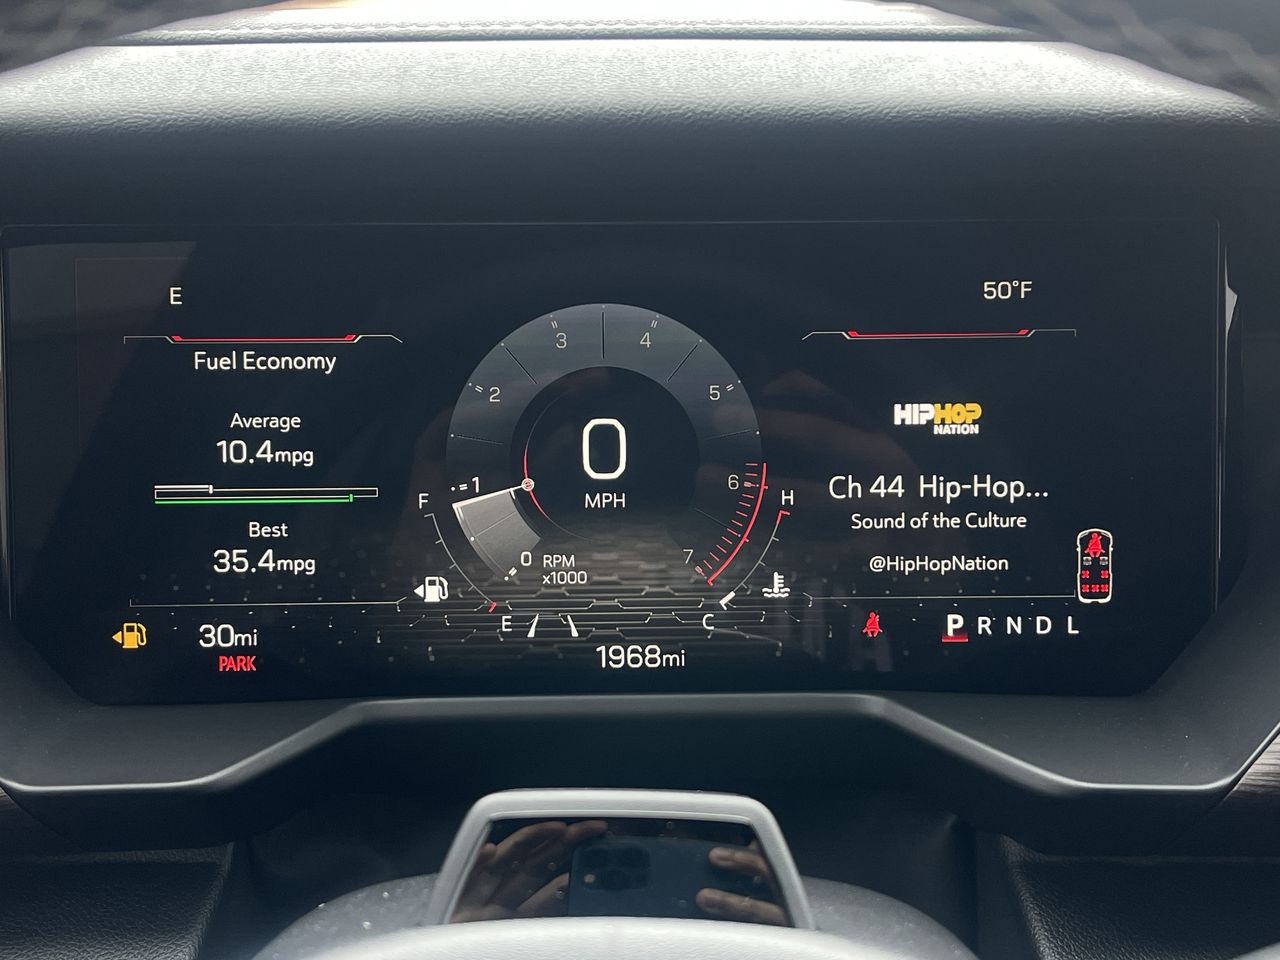 E
50°F
Fuel Economy
Average
10.4mpg
Best
35.4mpg
0
1
2
3
4
5
6
7
0
MPH
RPM
x1000
F
E
H
C
HIPHOP
NATION
Ch 44 Hip-Hop...
Sound of the Culture
@HipHopNation
30mi
PARK
1968mi
P R N D L